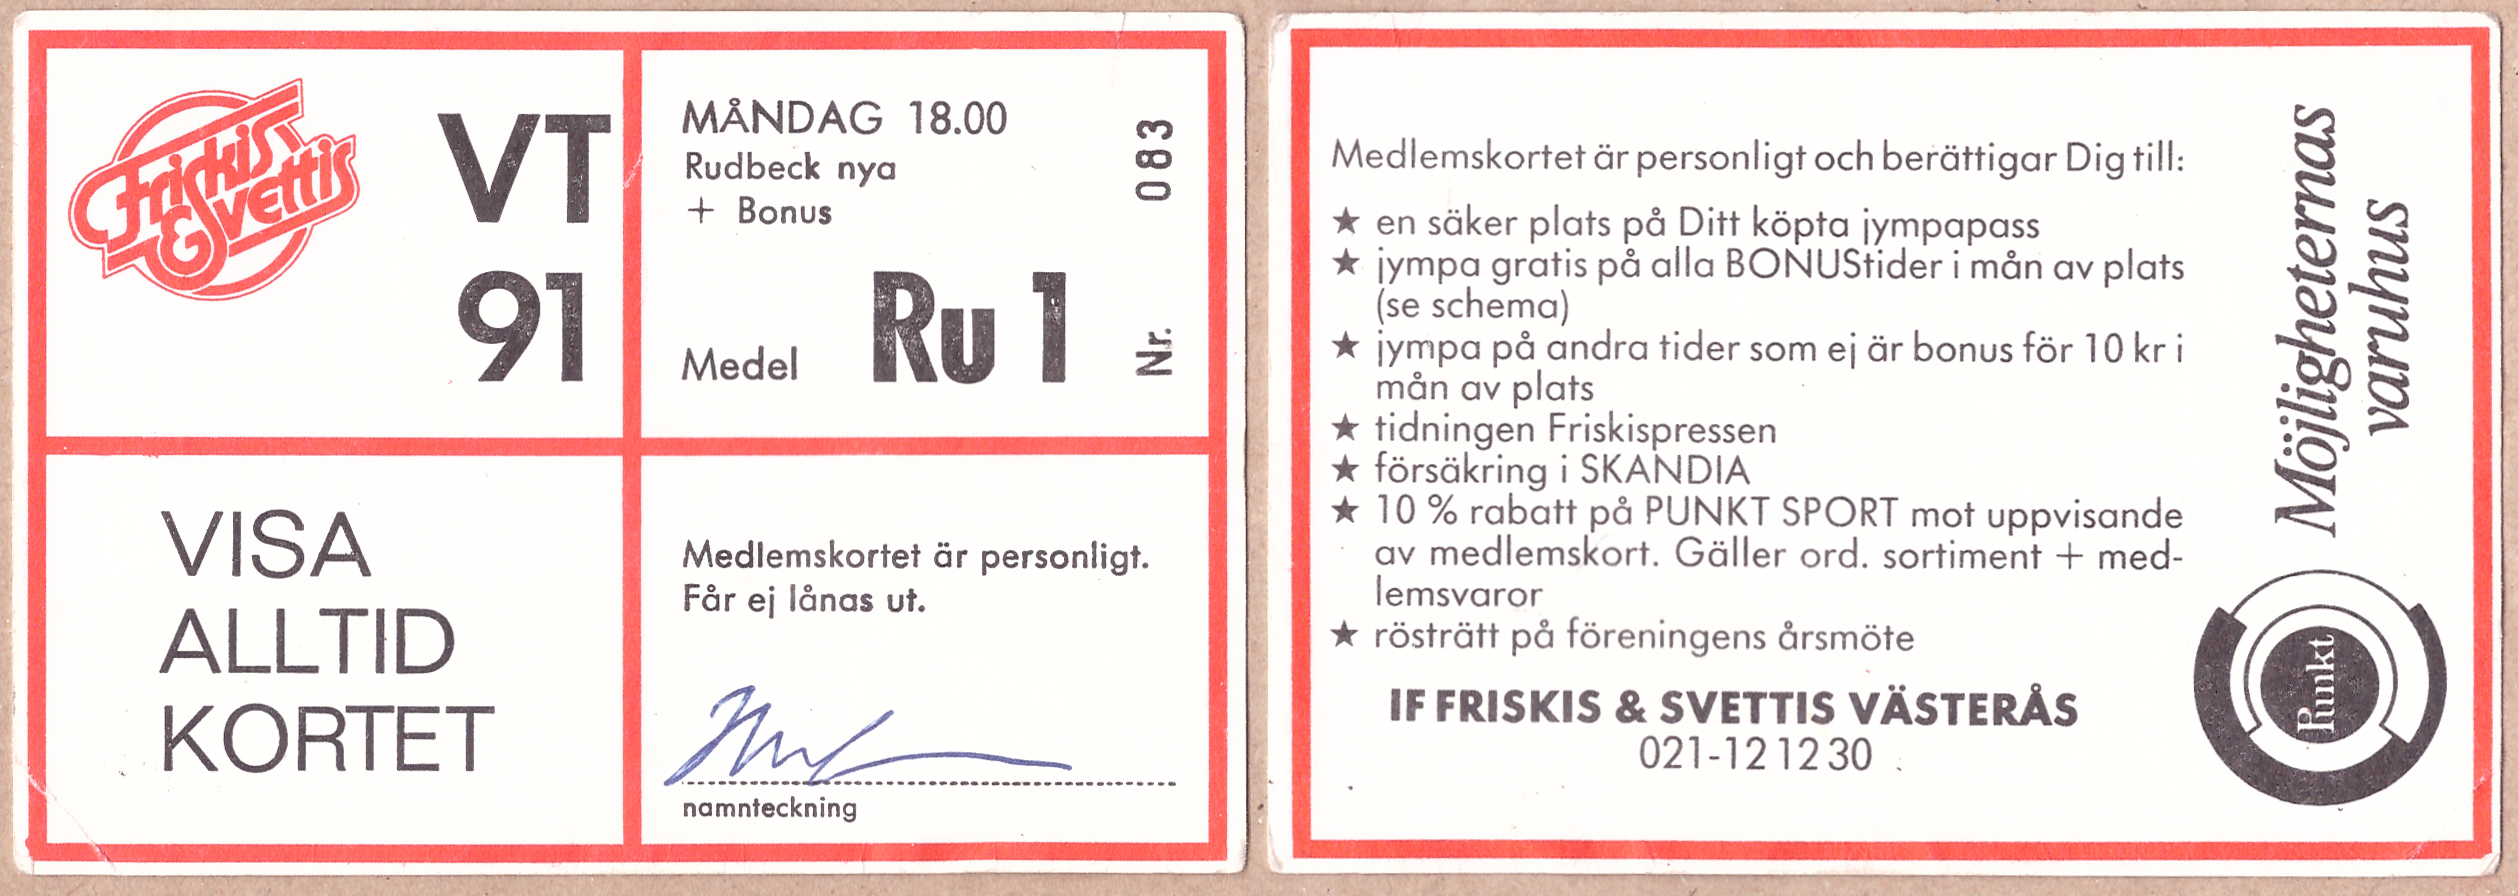 Friskis
& Svettis
VT
91
MÅNDAG 18.00
Rudbeck nya
+ Bonus
Medel Ru 1
Nr. 083
VISA
ALLTID
KORTET
Medlemskortet är personligt.
Får ej lånas ut.
namnteckning
Medlemskortet är personligt och berättigar Dig till:
★ en säker plats på Ditt köpta jympapass
★ jympa gratis på alla BONUStider i mån av plats
(se schema)
★ jympa på andra tider som ej är bonus för 10 kr i
mån av plats
★ tidningen Friskispressen
★ försäkring i SKANDIA
★ 10 % rabatt på PUNKT SPORT mot uppvisande
av medlemskort. Gäller ord. sortiment + med-
lemsvaror
★ rösträtt på föreningens årsmöte
IF FRISKIS & SVETTIS VÄSTERÅS
021-12 12 30
Möjligheternas
varuhus
Punkt